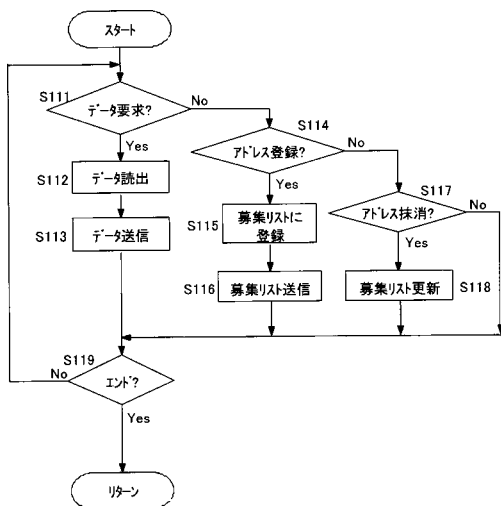 スタート
S111
データ要求?
No
Yes
S112
データ読出
S113
データ送信
S114
アドレス登録?
No
Yes
S115
募集リストに
登録
S116
募集リスト送信
S117
アドレス抹消?
No
Yes
募集リスト更新
S118
S119
エンド?
No
Yes
リターン